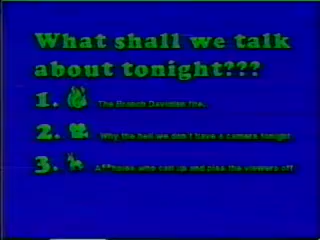 What shall we talk
about tonight???
1. The Branch Davidian fire.
2. Why the hell we don't have a camera tonight
3. A**holes who call up and piss the viewers off